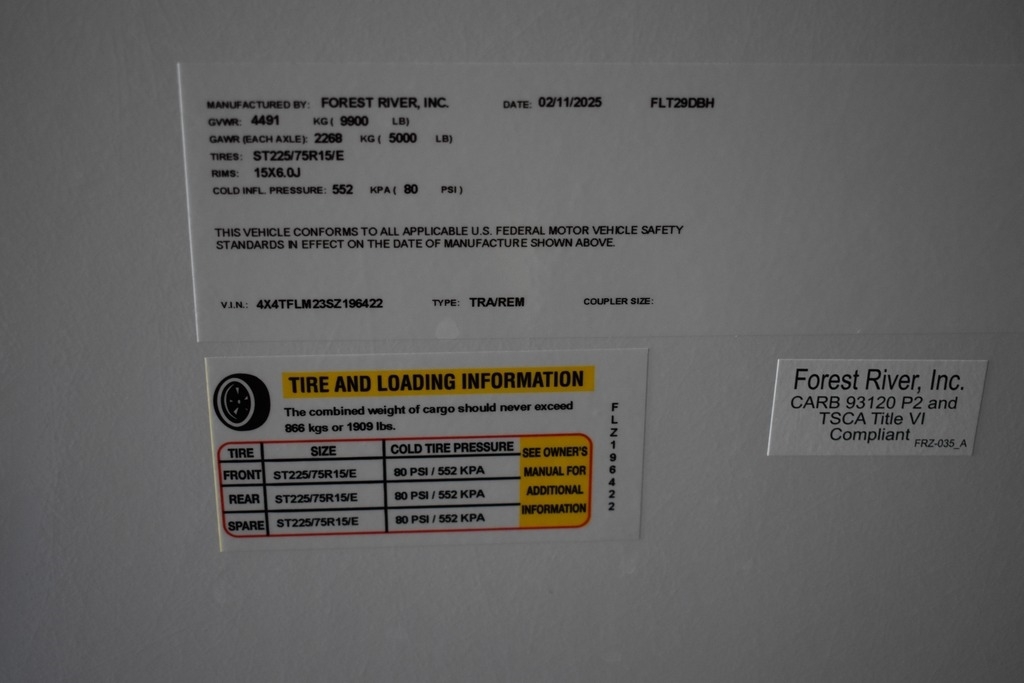 MANUFACTURED BY: FOREST RIVER, INC. DATE: 02/11/2025 FLT29DBH
GVWR: 4491 KG ( 9900 LB)
GAWR (EACH AXLE): 2268 KG ( 5000 LB)
TIRES: ST225/75R15/E
RIMS: 15X6.0J
COLD INFL. PRESSURE: 552 KPA ( 80 PSI )
THIS VEHICLE CONFORMS TO ALL APPLICABLE U.S. FEDERAL MOTOR VEHICLE SAFETY
STANDARDS IN EFFECT ON THE DATE OF MANUFACTURE SHOWN ABOVE.
V.I.N.: 4X4TFLM23SZ196422 TYPE: TRA/REM COUPLER SIZE:
TIRE AND LOADING INFORMATION
The combined weight of cargo should never exceed
866 kgs or 1909 lbs.
TIRE SIZE COLD TIRE PRESSURE
FRONT ST225/75R15/E 80 PSI / 552 KPA
REAR ST225/75R15/E 80 PSI / 552 KPA
SPARE ST225/75R15/E 80 PSI / 552 KPA
SEE OWNER'S
MANUAL FOR
ADDITIONAL
INFORMATION
FLZ196422
Forest River, Inc.
CARB 93120 P2 and
TSCA Title VI
Compliant FRZ-035_A